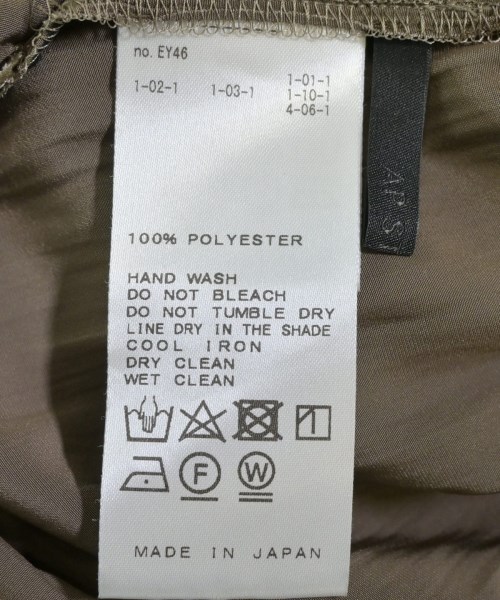 no. EY46
1-02-1 1-03-1 1-01-1
1-10-1
4-06-1
100% POLYESTER
HAND WASH
DO NOT BLEACH
DO NOT TUMBLE DRY
LINE DRY IN THE SHADE
COOL IRON
DRY CLEAN
WET CLEAN
F W
MADE IN JAPAN